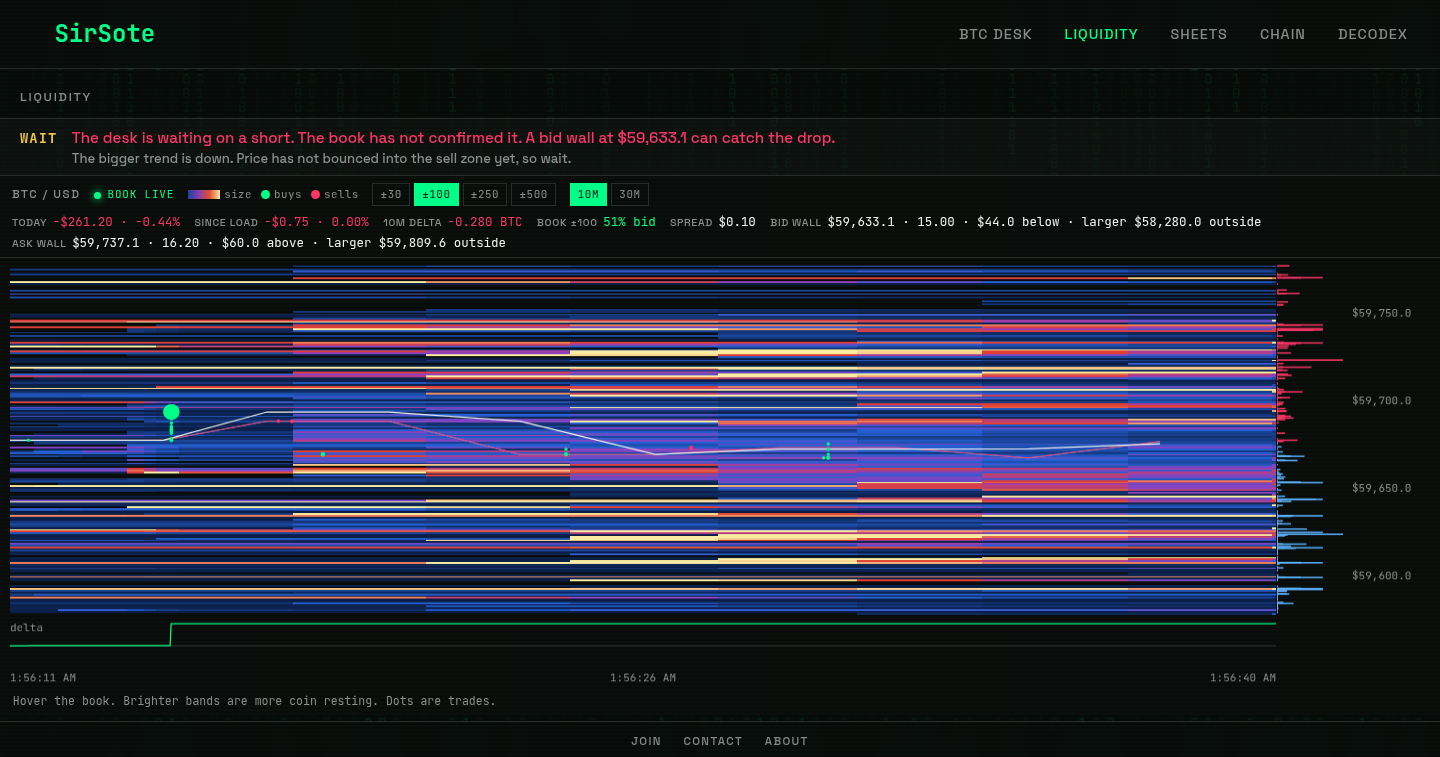 SirSote
BTC DESK LIQUIDITY SHEETS CHAIN DECODEX
LIQUIDITY
WAIT The desk is waiting on a short. The book has not confirmed it. A bid wall at $59,633.1 can catch the drop.
The bigger trend is down. Price has not bounced into the sell zone yet, so wait.
BTC / USD BOOK LIVE size buys sells ±30 ±100 ±250 ±500 10M 30M
TODAY -$261.20 · -0.44% SINCE LOAD -$0.75 · 0.00% 10M DELTA -0.280 BTC BOOK ±100 51% bid SPREAD $0.10 BID WALL $59,633.1 · 15.00 · $44.0 below · larger $58,280.0 outside
ASK WALL $59,737.1 · 16.20 · $60.0 above · larger $59,809.6 outside
$59,750.0
$59,700.0
$59,650.0
$59,600.0
delta
1:56:11 AM 1:56:26 AM 1:56:40 AM
Hover the book. Brighter bands are more coin resting. Dots are trades.
JOIN CONTACT ABOUT